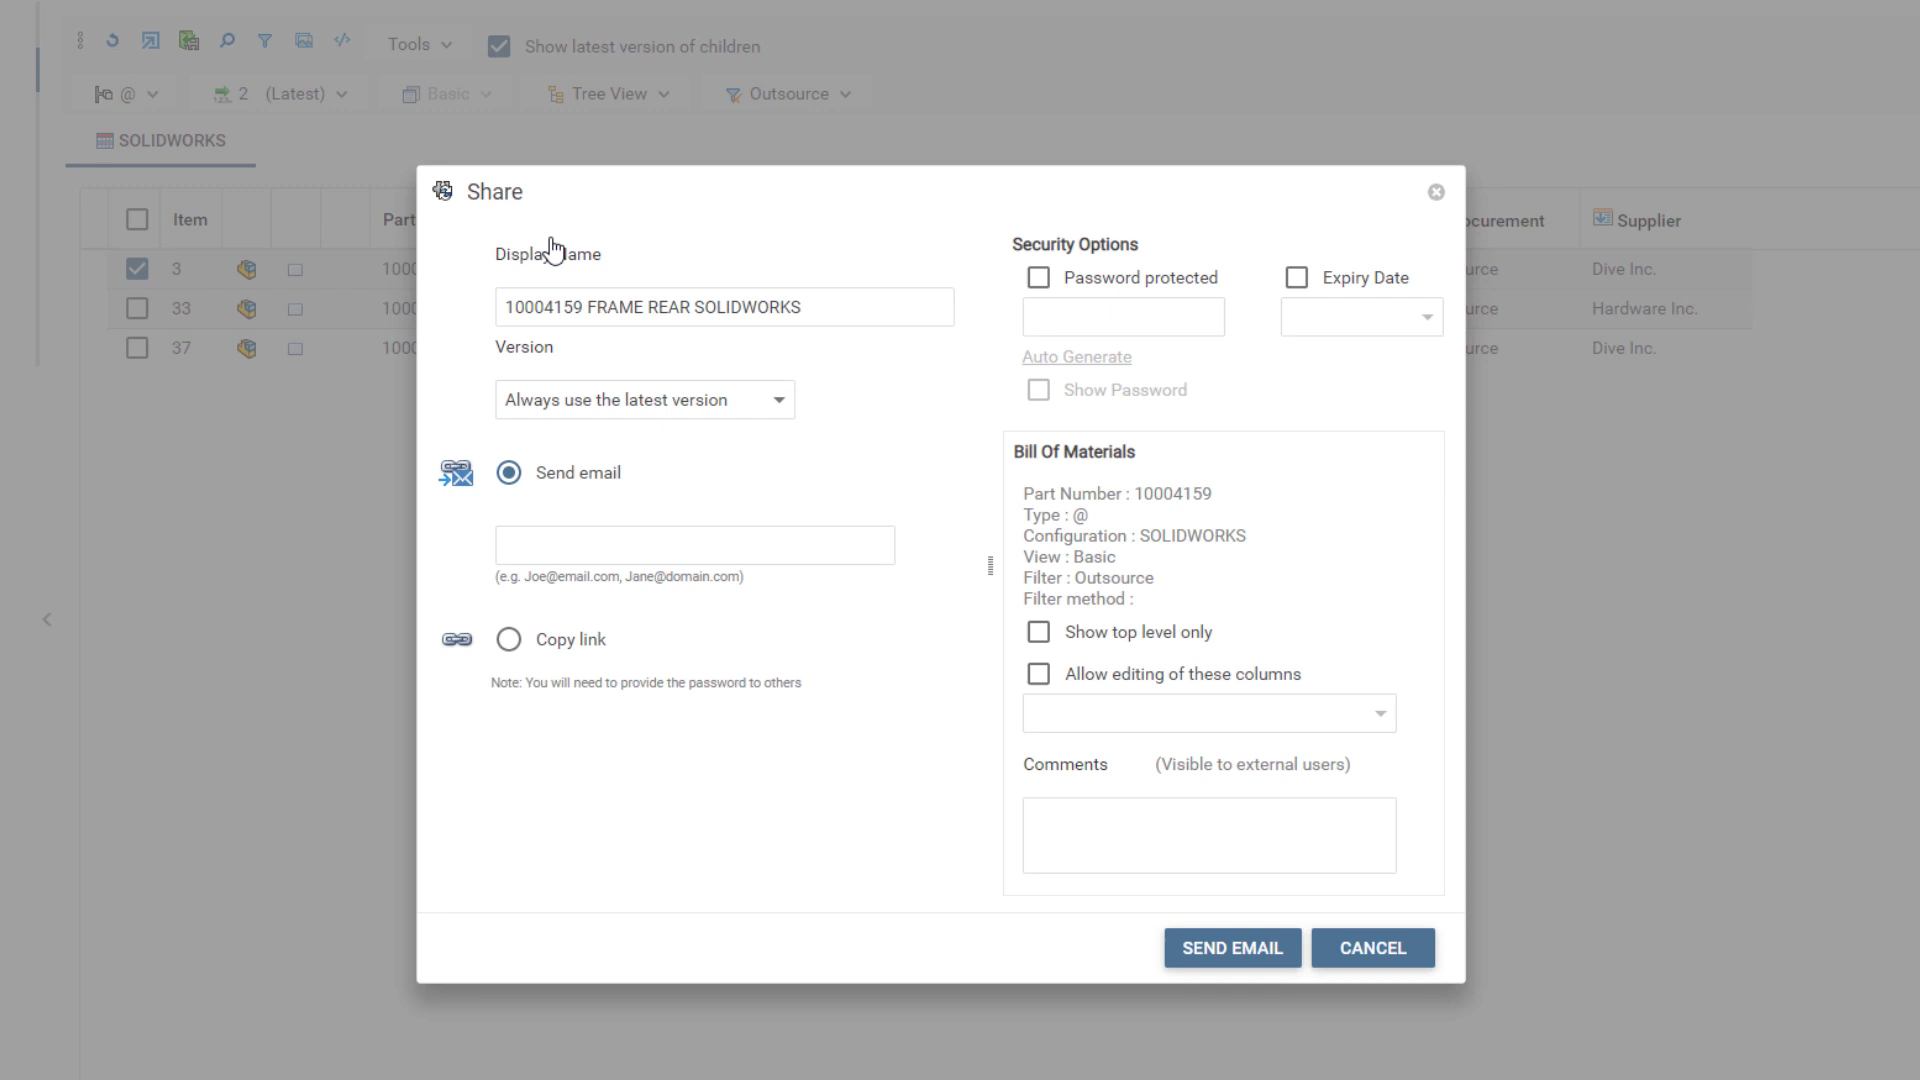 Tools
Show latest version of children
@
2 (Latest)
Basic
Tree View
Outsource
SOLIDWORKS
Item
Part
Supplier
3
1000
Dive Inc.
33
1000
Hardware Inc.
37
1000
Dive Inc.
Share
Display
10004159 FRAME REAR SOLIDWORKS
Version
Always use the latest version
Send email
(e.g. Joe@email.com, Jane@domain.com)
Copy link
Note: You will need to provide the password to others
Security Options
Password protected
Expiry Date
Auto Generate
Show Password
Bill Of Materials
Part Number : 10004159
Type : @
Configuration : SOLIDWORKS
View : Basic
Filter : Outsource
Filter method :
Show top level only
Allow editing of these columns
Comments (Visible to external users)
SEND EMAIL
CANCEL